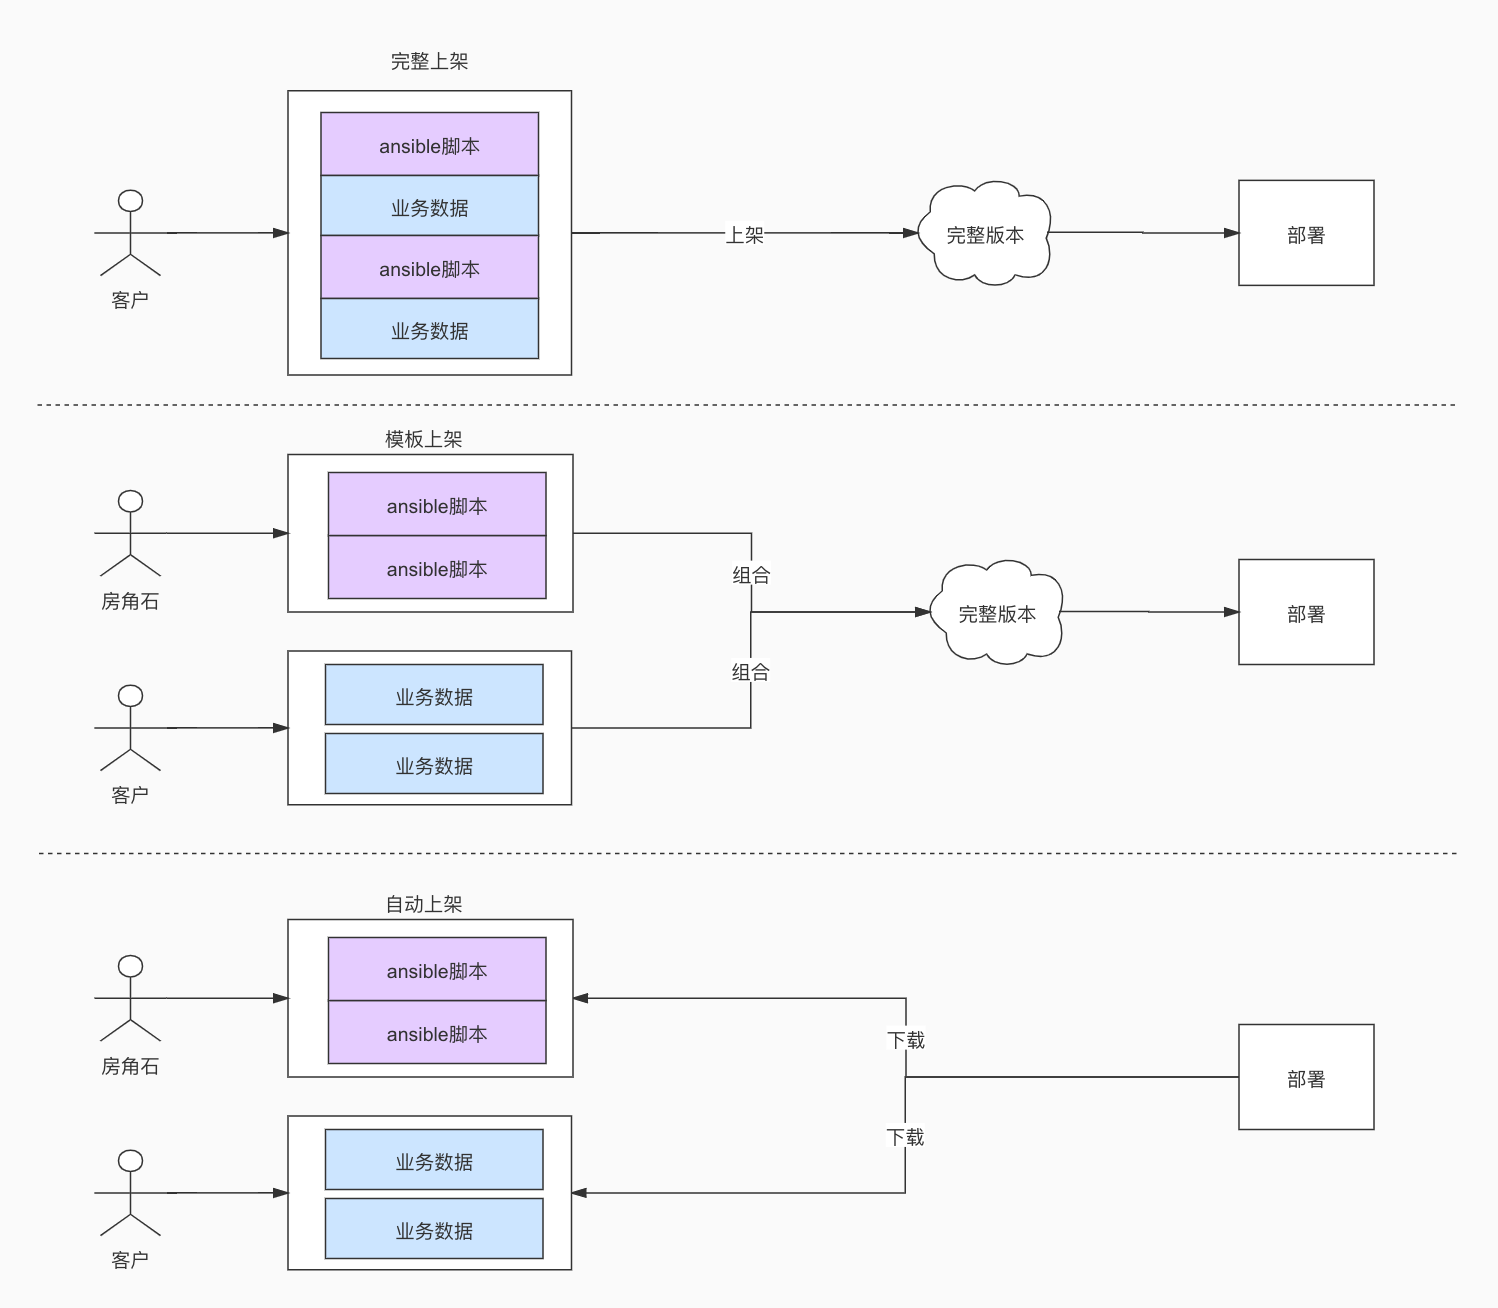 完整上架
ansible脚本
业务数据
ansible脚本
业务数据
客户
上架
完整版本
部署
模板上架
ansible脚本
ansible脚本
房角石
组合
完整版本
部署
组合
业务数据
业务数据
客户
自动上架
ansible脚本
ansible脚本
房角石
下载
部署
下载
业务数据
业务数据
客户